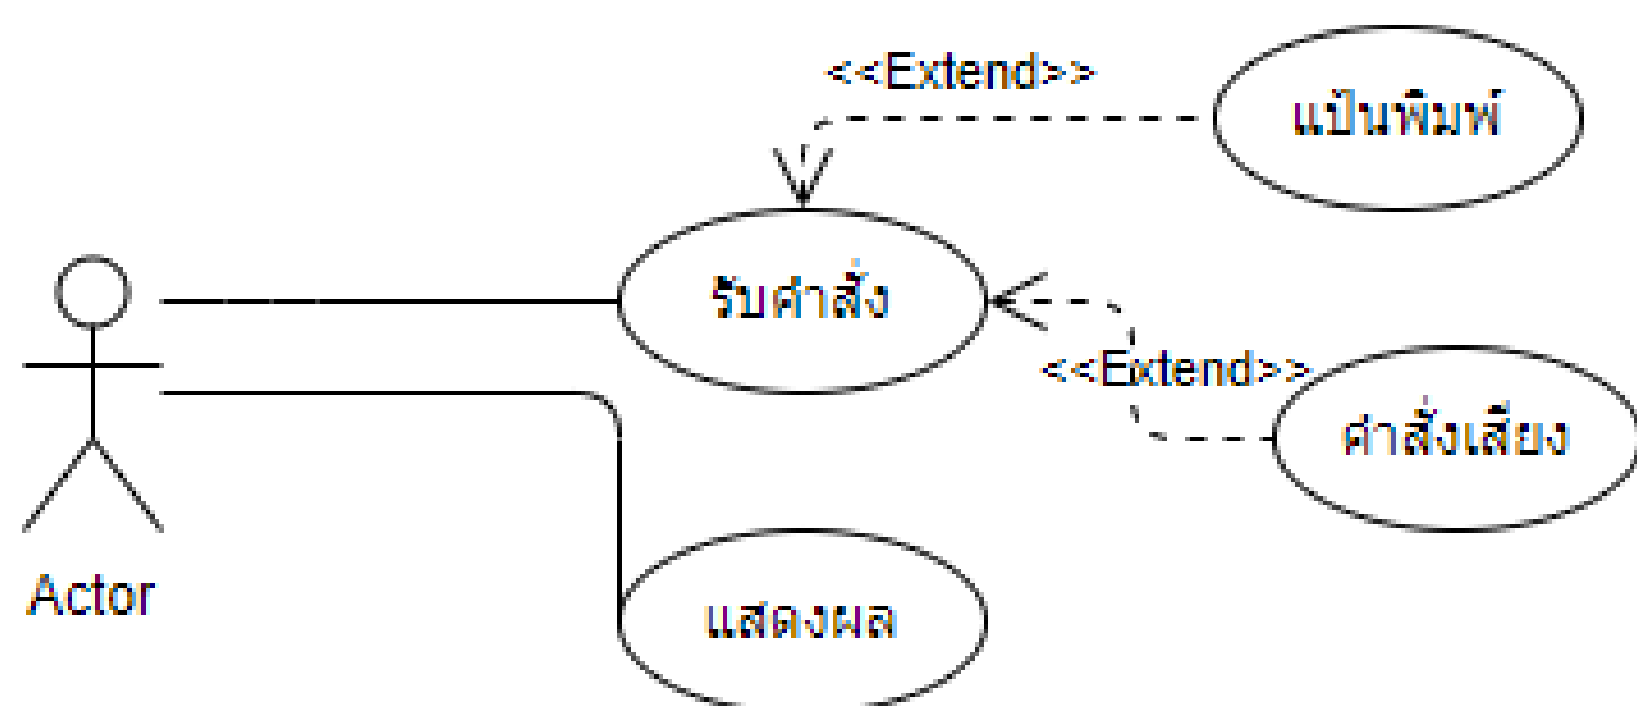 <<Extend>>
แป้นพิมพ์
รับคำสั่ง
<<Extend>>
คำสั่งเสียง
Actor
แสดงผล